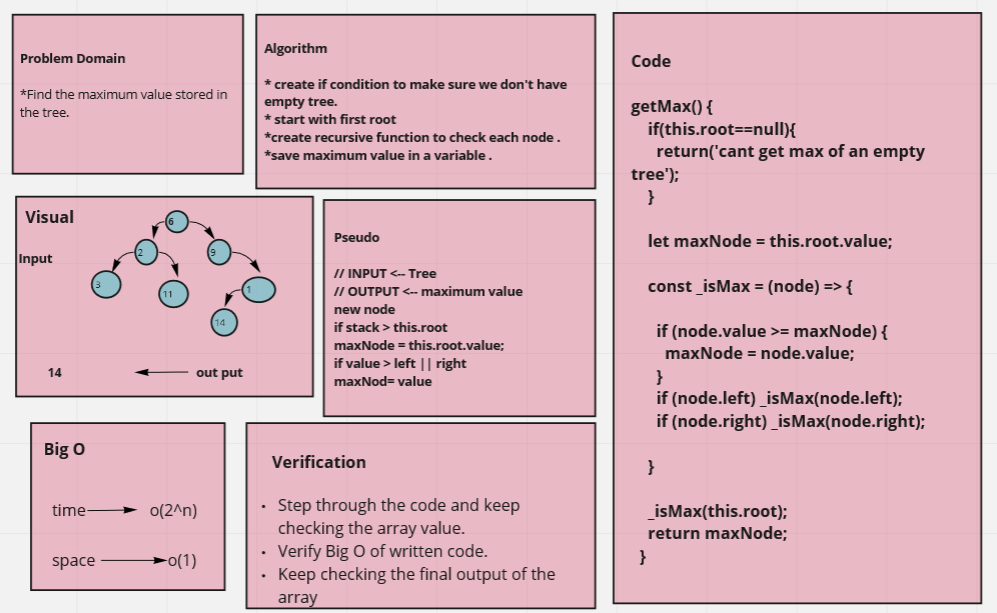 Problem Domain
*Find the maximum value stored in
the tree.
Algorithm
* create if condition to make sure we don't have
empty tree.
* start with first root
*create recursive function to check each node .
*save maximum value in a variable .
Visual
Input
6
2
9
3
11
1
14
14
out put
Pseudo
// INPUT <-- Tree
// OUTPUT <-- maximum value
new node
if stack > this.root
maxNode = this.root.value;
if value > left || right
maxNod= value
Big O
time
o(2^n)
space
o(1)
Verification
• Step through the code and keep
checking the array value.
• Verify Big O of written code.
• Keep checking the final output of the
array
Code
getMax() {
if(this.root==null){
return('cant get max of an empty
tree');
}
let maxNode = this.root.value;
const _isMax = (node) => {
if (node.value >= maxNode) {
maxNode = node.value;
}
if (node.left) _isMax(node.left);
if (node.right) _isMax(node.right);
}
_isMax(this.root);
return maxNode;
}